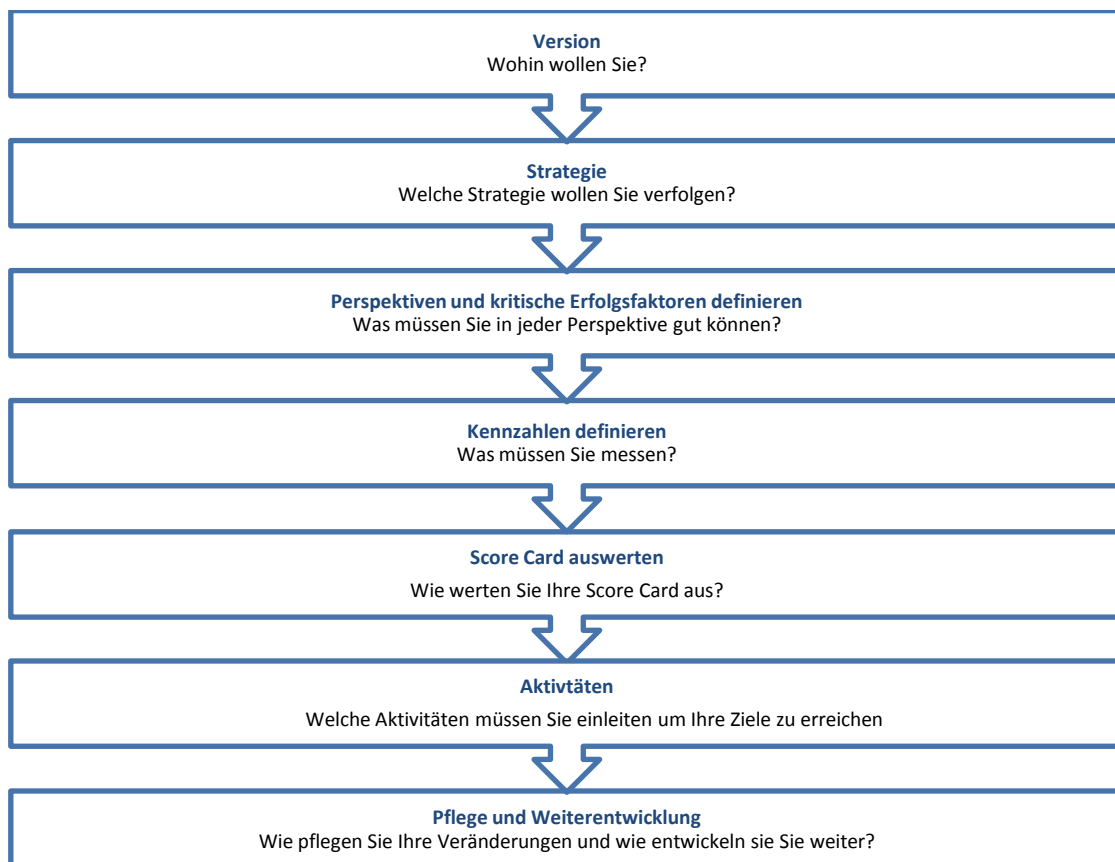 Version
Wohin wollen Sie?
Strategie
Welche Strategie wollen Sie verfolgen?
Perspektiven und kritische Erfolgsfaktoren definieren
Was müssen Sie in jeder Perspektive gut können?
Kennzahlen definieren
Was müssen Sie messen?
Score Card auswerten
Wie werten Sie Ihre Score Card aus?
Aktivtäten
Welche Aktivitäten müssen Sie einleiten um Ihre Ziele zu erreichen
Pflege und Weiterentwicklung
Wie pflegen Sie Ihre Veränderungen und wie entwickeln sie Sie weiter?